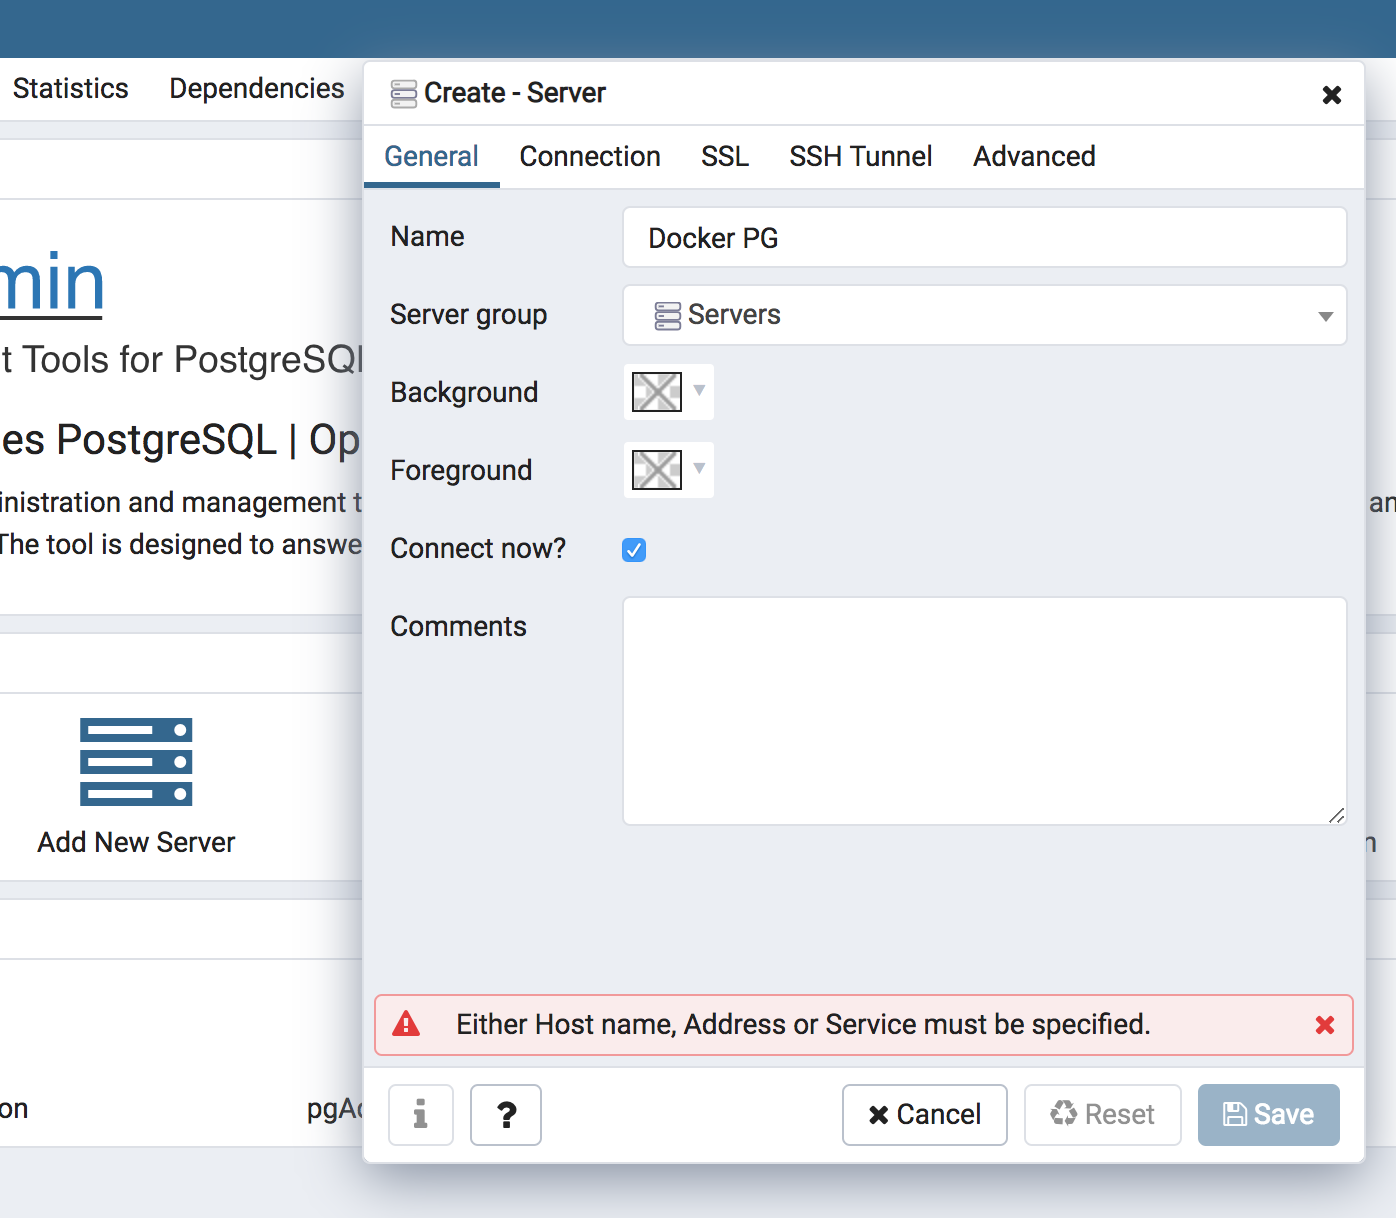 Statistics Dependencies
Create - Server
General Connection SSL SSH Tunnel Advanced
Name Docker PG
Server group Servers
Background
Foreground
Connect now?
Comments
min
t Tools for PostgreSQL
es PostgreSQL | Op
inistration and management t
an
The tool is designed to answe
Add New Server
n
Either Host name, Address or Service must be specified.
on pgAd
? Cancel Reset Save